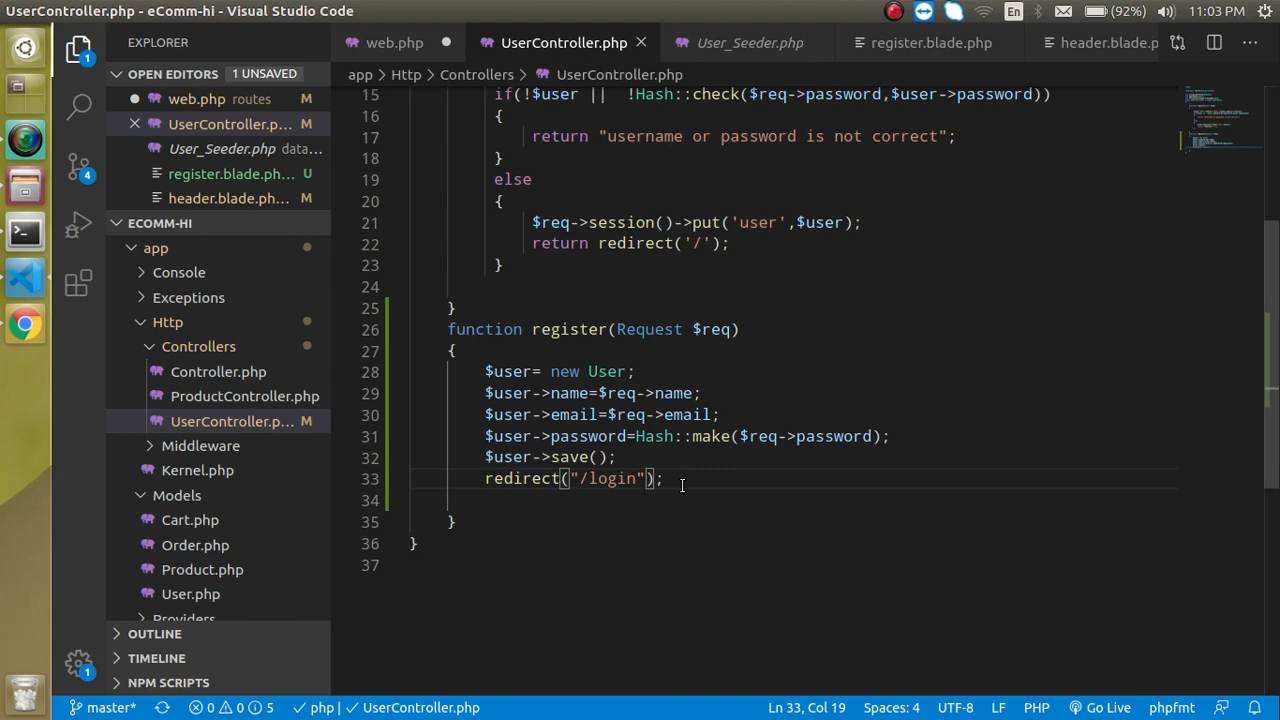 UserController.php - eComm-hi - Visual Studio Code
En (92%) 11:03 PM
EXPLORER
OPEN EDITORS 1 UNSAVED
web.php routes M
UserController.p... M
User_Seeder.php data...
register.blade.ph... U
header.blade.ph... M
ECOMM-HI
app
Console
Exceptions
Http
Controllers
Controller.php
ProductController.php
UserController.p... M
Middleware
Kernel.php
Models
Cart.php
Order.php
Product.php
User.php
Providers
OUTLINE
TIMELINE
NPM SCRIPTS
1
4
1
web.php UserController.php User_Seeder.php register.blade.php header.blade.p
app > Http > Controllers > UserController.php
15 if(!$user || !Hash::check($req->password,$user->password))
16 {
17 return "username or password is not correct";
18 }
19 else
20 {
21 $req->session()->put('user',$user);
22 return redirect('/');
23 }
24
25 }
26 function register(Request $req)
27 {
28 $user= new User;
29 $user->name=$req->name;
30 $user->email=$req->email;
31 $user->password=Hash::make($req->password);
32 $user->save();
33 redirect("/login");
34
35 }
36 }
37
master* 0 0 5 php | UserController.php Ln 33, Col 19 Spaces: 4 UTF-8 LF PHP Go Live phpfmt